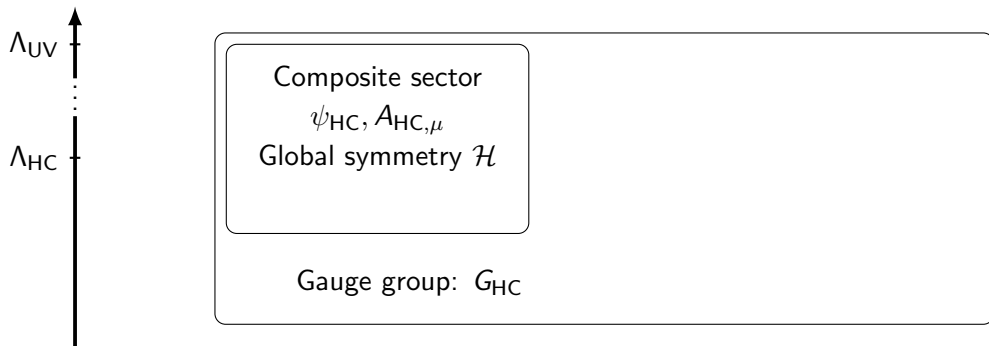 Λ_UV
Composite sector
ψ_HC, A_HC,μ
Λ_HC
Global symmetry ℋ
Gauge group: G_HC